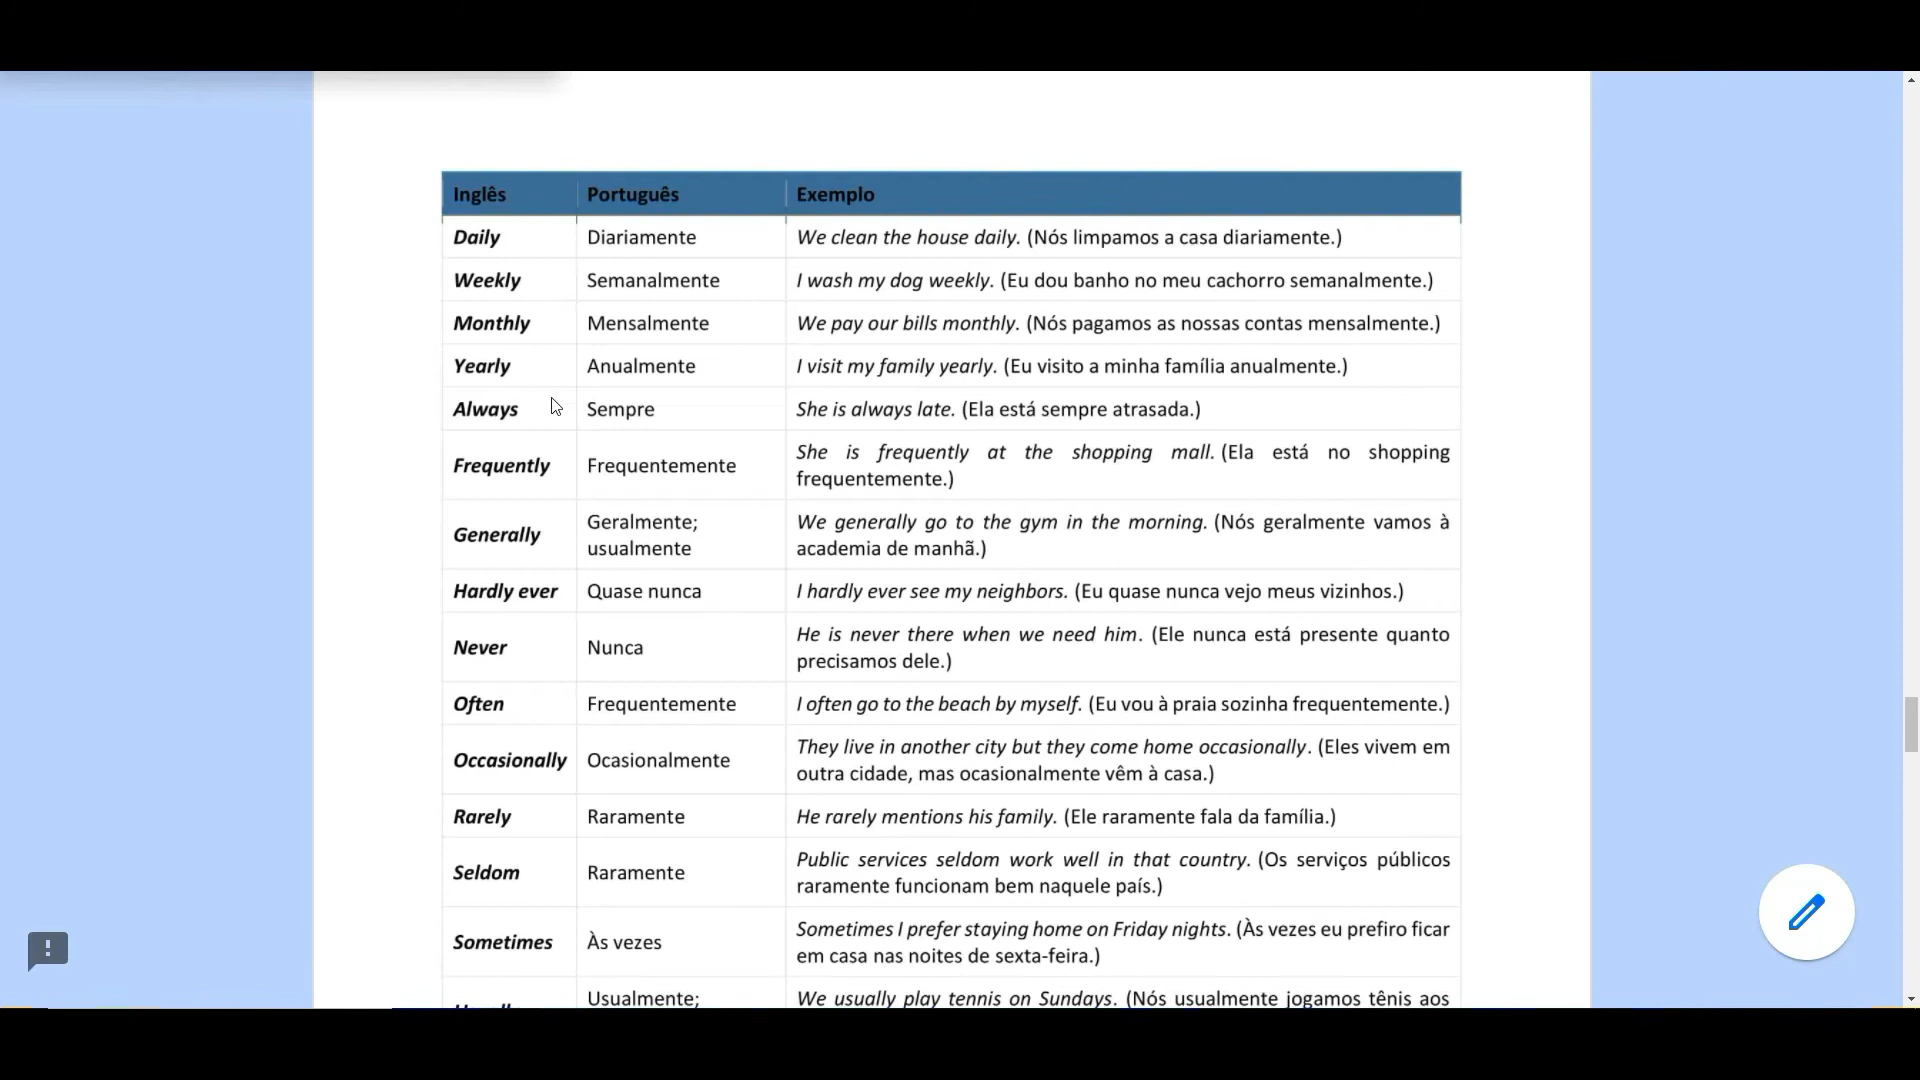 Inglês Português Exemplo
Daily Diariamente We clean the house daily. (Nós limpamos a casa diariamente.)
Weekly Semanalmente I wash my dog weekly. (Eu dou banho no meu cachorro semanalmente.)
Monthly Mensalmente We pay our bills monthly. (Nós pagamos as nossas contas mensalmente.)
Yearly Anualmente I visit my family yearly. (Eu visito a minha família anualmente.)
Always Sempre She is always late. (Ela está sempre atrasada.)
Frequently Frequentemente She is frequently at the shopping mall. (Ela está no shopping
frequentemente.)
Generally Geralmente; We generally go to the gym in the morning. (Nós geralmente vamos à
usualmente academia de manhã.)
Hardly ever Quase nunca I hardly ever see my neighbors. (Eu quase nunca vejo meus vizinhos.)
Never Nunca He is never there when we need him. (Ele nunca está presente quanto
precisamos dele.)
Often Frequentemente I often go to the beach by myself. (Eu vou à praia sozinha frequentemente.)
Occasionally Ocasionalmente They live in another city but they come home occasionally. (Eles vivem em
outra cidade, mas ocasionalmente vêm à casa.)
Rarely Raramente He rarely mentions his family. (Ele raramente fala da família.)
Seldom Raramente Public services seldom work well in that country. (Os serviços públicos
raramente funcionam bem naquele país.)
Sometimes Às vezes Sometimes I prefer staying home on Friday nights. (Às vezes eu prefiro ficar
em casa nas noites de sexta-feira.)
Usualmente; We usually play tennis on Sundays. (Nós usualmente jogamos tênis aos